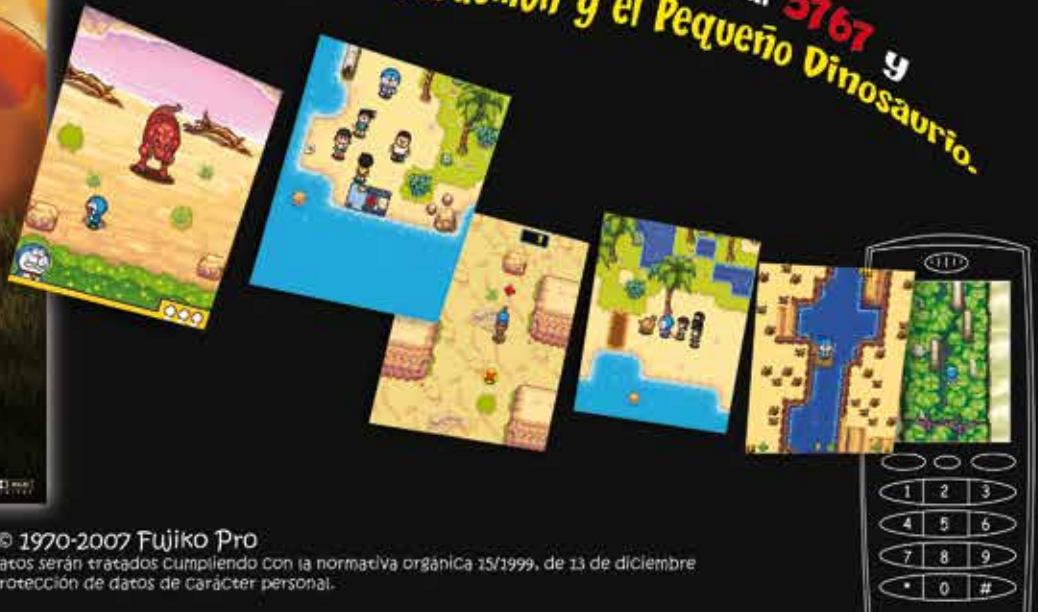 5767 y
y el Pequeño Dinosaurio.
© 1970-2007 Fujiko Pro
atos serán tratados cumpliendo con la normativa orgánica 15/1999, de 13 de diciembre
rotección de datos de carácter personal.
1 2 3
4 5 6
7 8 9
* 0 #